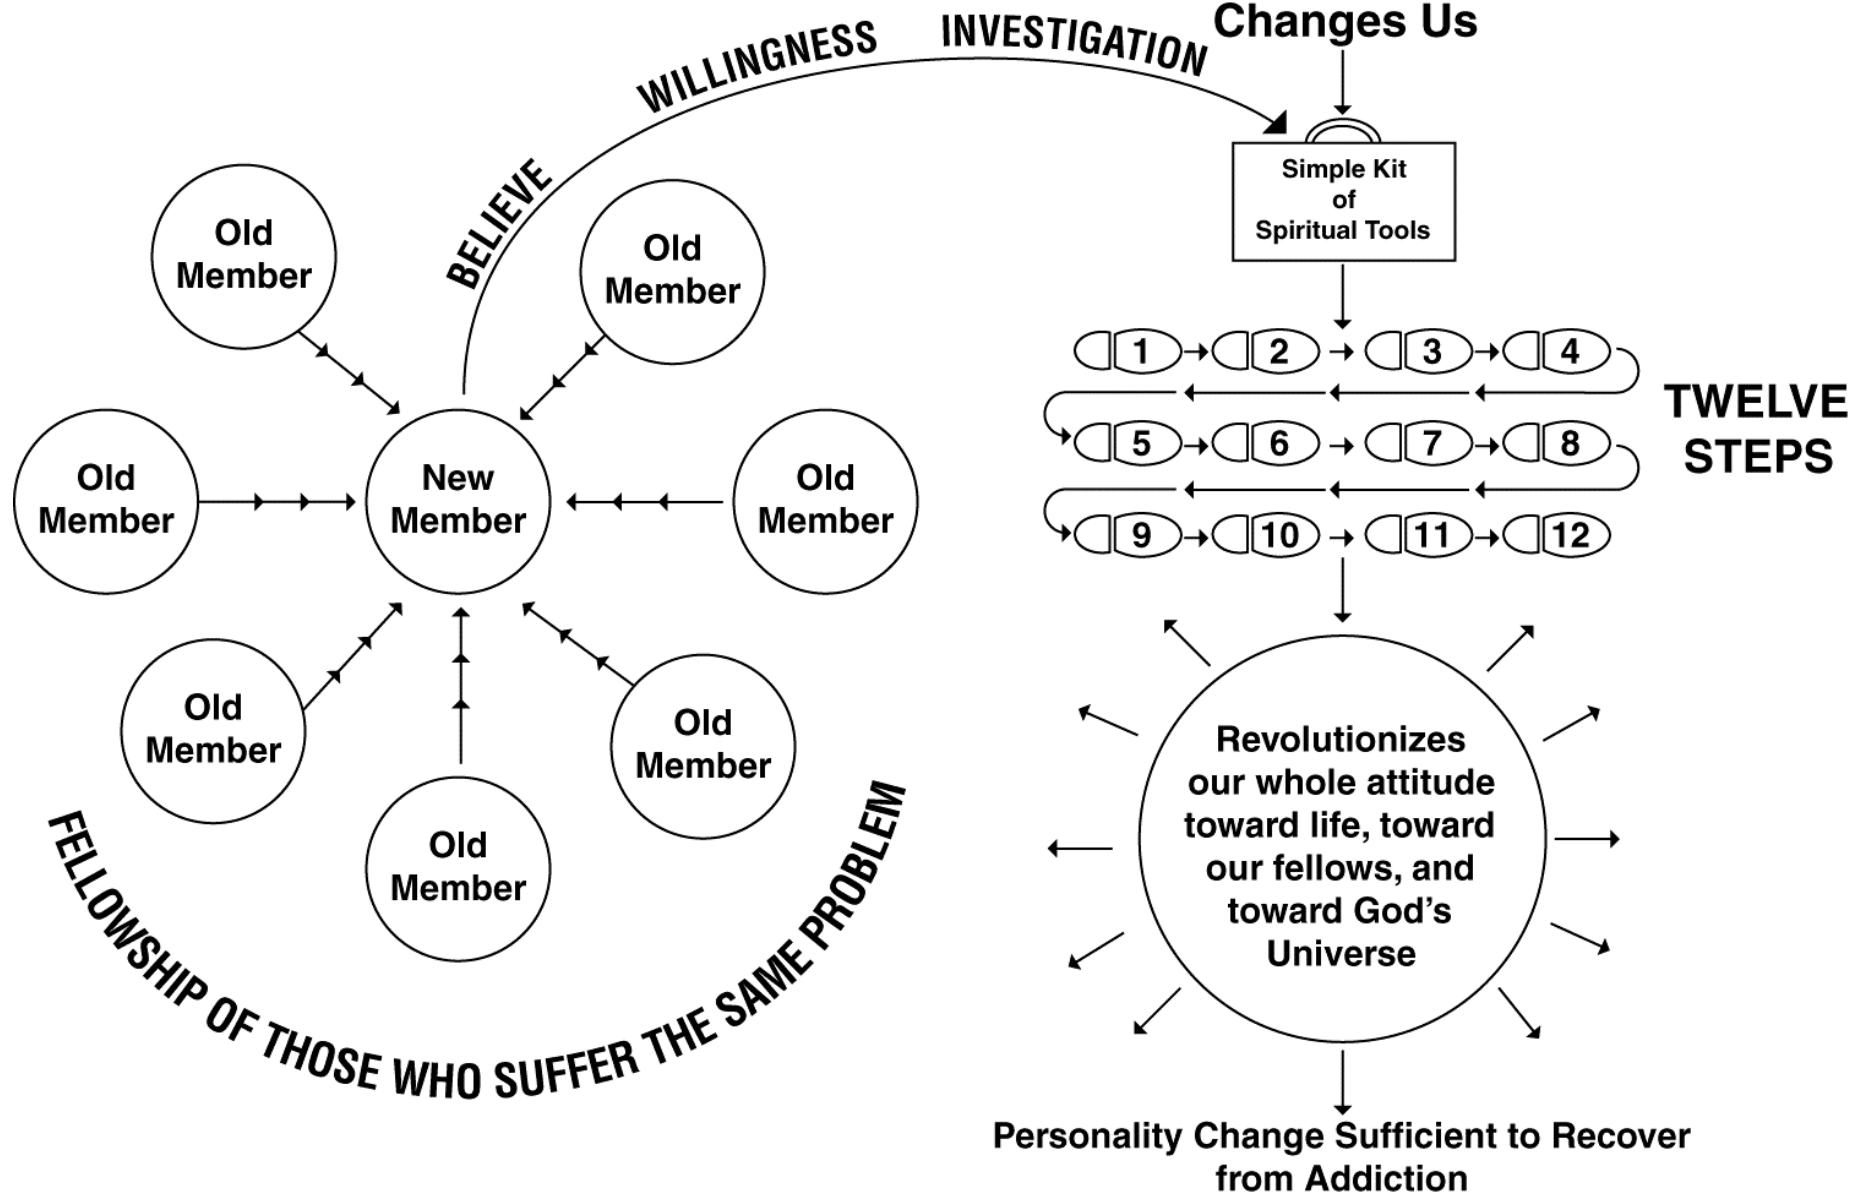 Changes Us
BELIEVE WILLINGNESS INVESTIGATION
Simple Kit
of
Spiritual Tools
Old
Member
Old
Member
Old
Member
New
Member
Old
Member
Old
Member
Old
Member
Old
Member
FELLOWSHIP OF THOSE WHO SUFFER THE SAME PROBLEM
1 2 3 4
5 6 7 8
9 10 11 12
TWELVE
STEPS
Revolutionizes
our whole attitude
toward life, toward
our fellows, and
toward God’s
Universe
Personality Change Sufficient to Recover
from Addiction